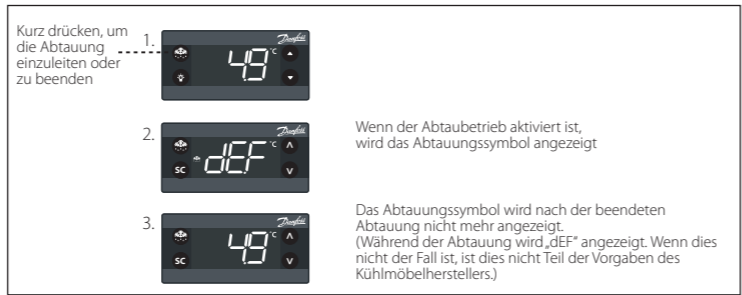 Kurz drücken, um
die Abtauung
einzuleiten oder
zu beenden
1.
Danfoss
4.9 °C
2.
Danfoss
dEF °C
SC
Wenn der Abtaubetrieb aktiviert ist,
wird das Abtauungssymbol angezeigt
3.
Danfoss
4.9 °C
SC
Das Abtauungssymbol wird nach der beendeten
Abtauung nicht mehr angezeigt.
(Während der Abtauung wird „dEF“ angezeigt. Wenn dies
nicht der Fall ist, ist dies nicht Teil der Vorgaben des
Kühlmöbelherstellers.)